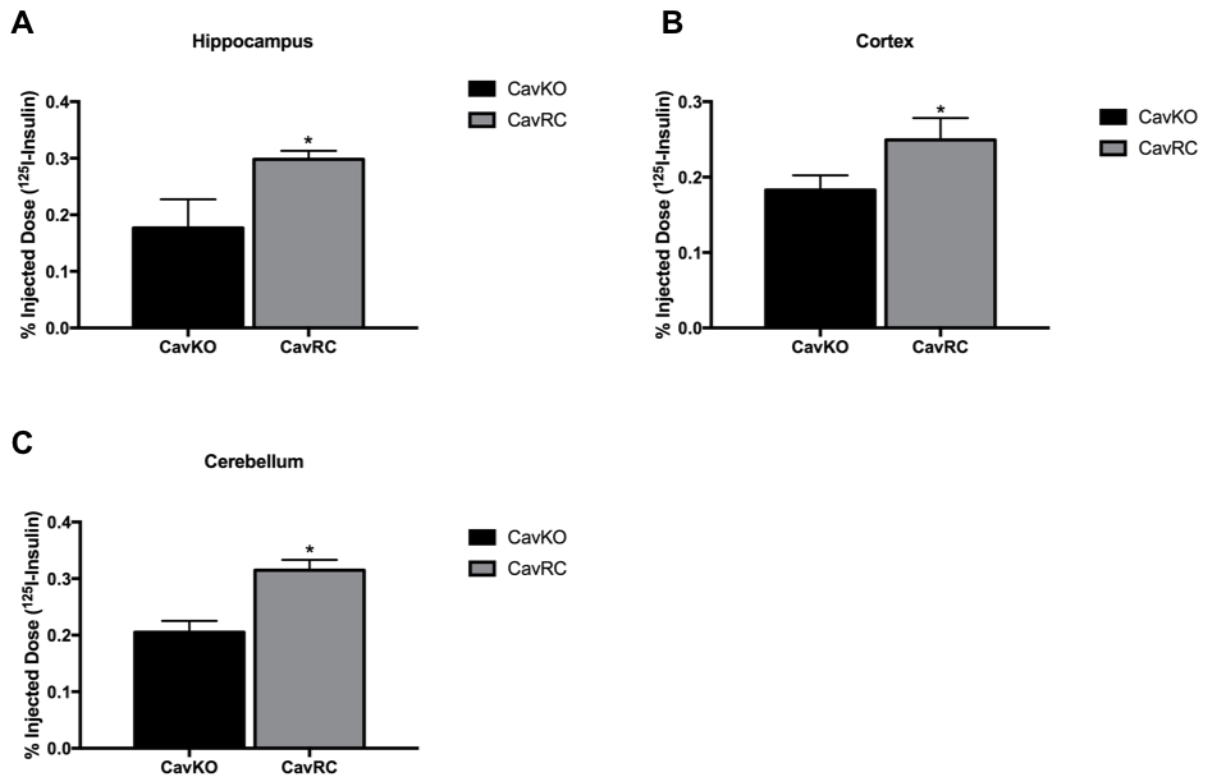 A
Hippocampus
% Injected Dose (¹²⁵I-Insulin)
0.4
0.3
0.2
0.1
0.0
*
CavKO
CavRC
CavKO
CavRC
B
Cortex
% Injected Dose (¹²⁵I-Insulin)
0.3
0.2
0.1
0.0
*
CavKO
CavRC
CavKO
CavRC
C
Cerebellum
% Injected Dose (¹²⁵I-Insulin)
0.4
0.3
0.2
0.1
0.0
*
CavKO
CavRC
CavKO
CavRC